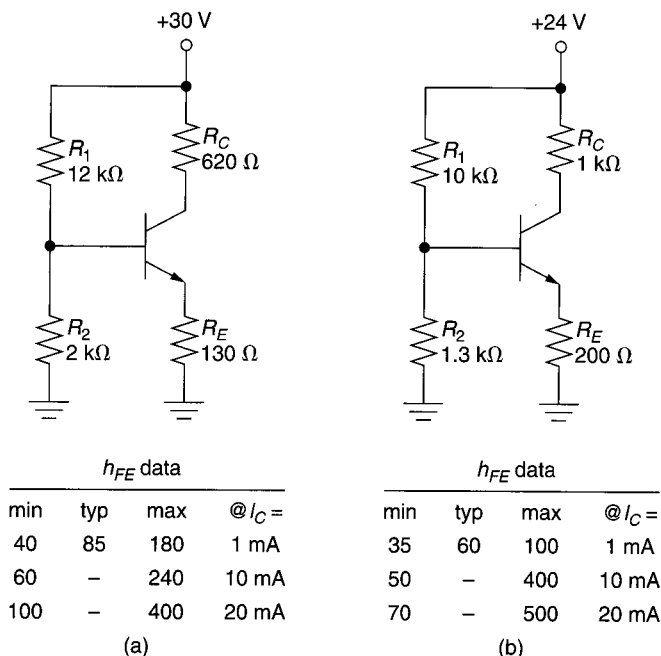 +30 V
R1
12 kΩ
RC
620 Ω
R2
2 kΩ
RE
130 Ω
hFE data
min typ max @IC =
40 85 180 1 mA
60 – 240 10 mA
100 – 400 20 mA
(a)
+24 V
R1
10 kΩ
RC
1 kΩ
R2
1.3 kΩ
RE
200 Ω
hFE data
min typ max @IC =
35 60 100 1 mA
50 – 400 10 mA
70 – 500 20 mA
(b)